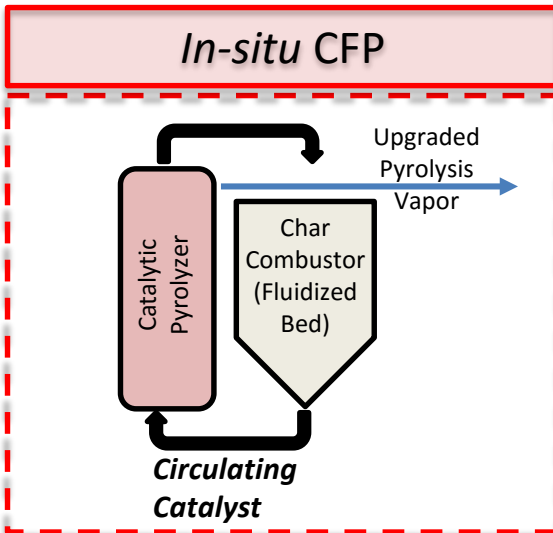 In-situ CFP
Upgraded
Pyrolysis
Vapor
Catalytic
Pyrolyzer
Char
Combustor
(Fluidized
Bed)
Circulating
Catalyst